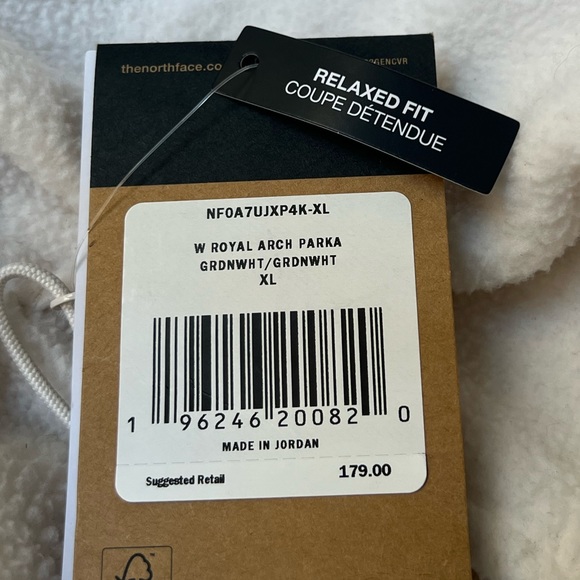 thenorthface.co
RELAXED FIT
COUPE DÉTENDUE
NF0A7UJXP4K-XL
W ROYAL ARCH PARKA
GRDNWHT/GRDNWHT
XL
1 96246 20082 0
MADE IN JORDAN
Suggested Retail 179.00